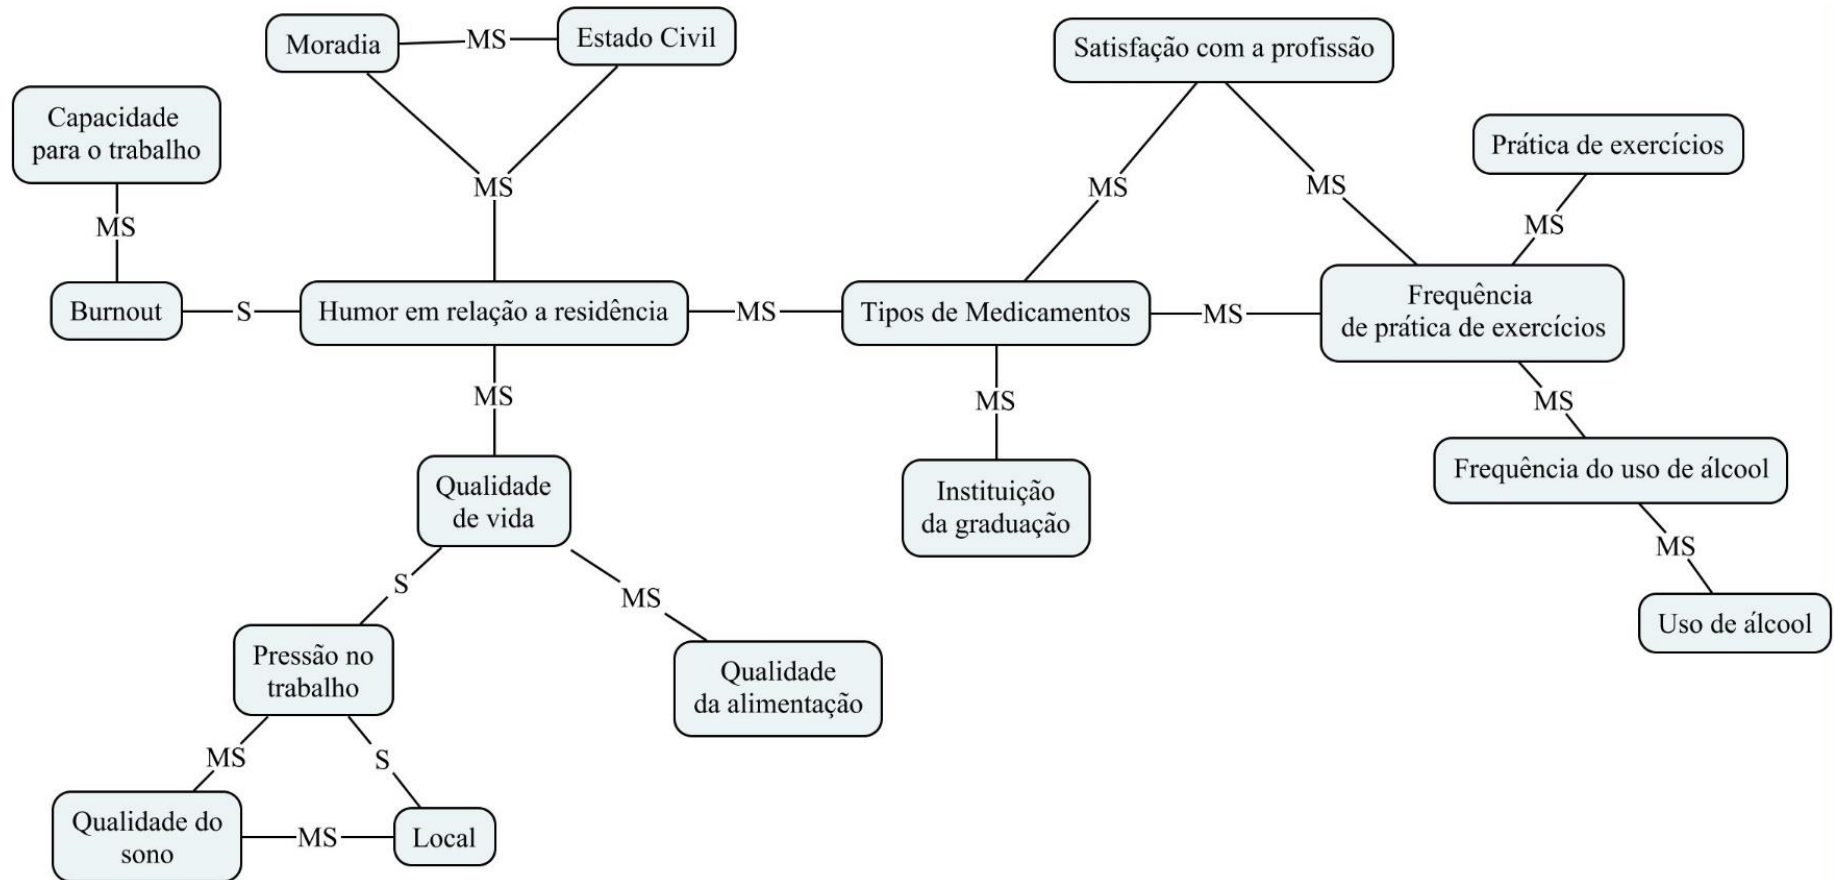 Moradia
MS
Estado Civil
Satisfação com a profissão
Capacidade
para o trabalho
Prática de exercícios
MS
MS
MS
MS
MS
MS
Burnout
S
Humor em relação a residência
MS
Tipos de Medicamentos
MS
Frequência
de prática de exercícios
MS
MS
MS
Qualidade
de vida
Instituição
da graduação
Frequência do uso de álcool
MS
S
MS
Uso de álcool
Pressão no
trabalho
Qualidade
da alimentação
MS
S
Qualidade do
sono
MS
Local